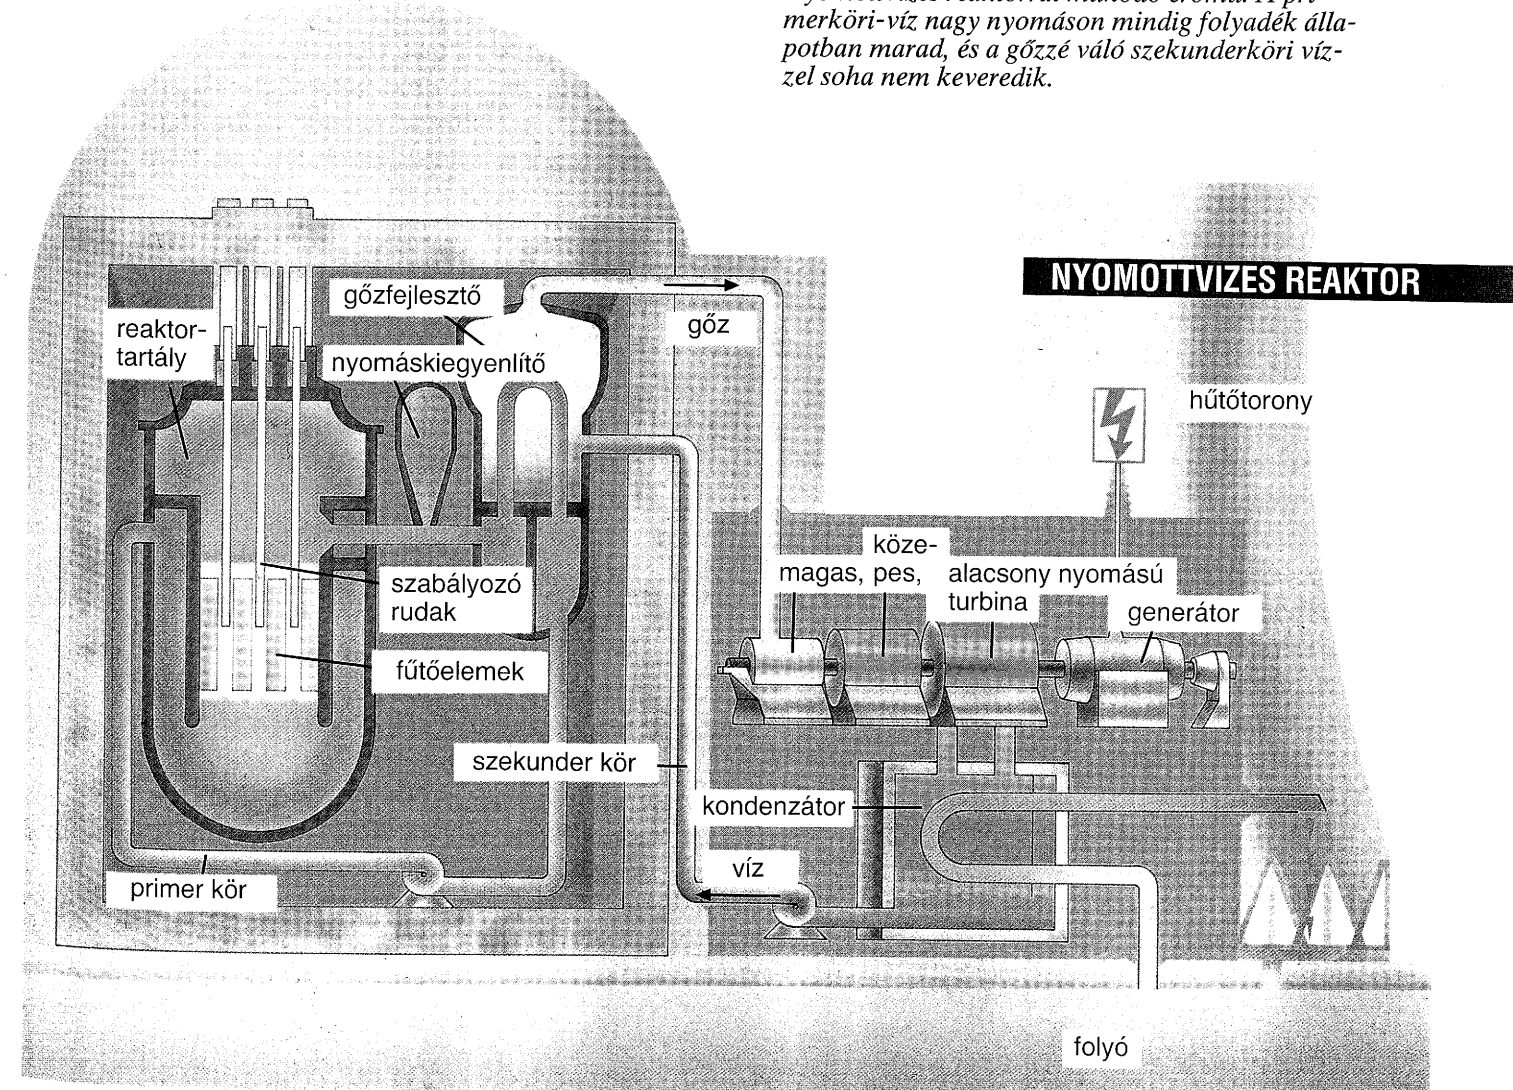 merköri-víz nagy nyomáson mindig folyadék álla-
potban marad, és a gőzzé váló szekunderköri víz-
zel soha nem keveredik.
NYOMOTTVIZES REAKTOR
gőzfejlesztő
reaktor-
tartály
gőz
nyomáskiegyenlítő
hűtőtorony
szabályozó
rudak
fűtőelemek
köze-
magas, pes,
alacsony nyomású
turbina
generátor
szekunder kör
kondenzátor
víz
primer kör
folyó